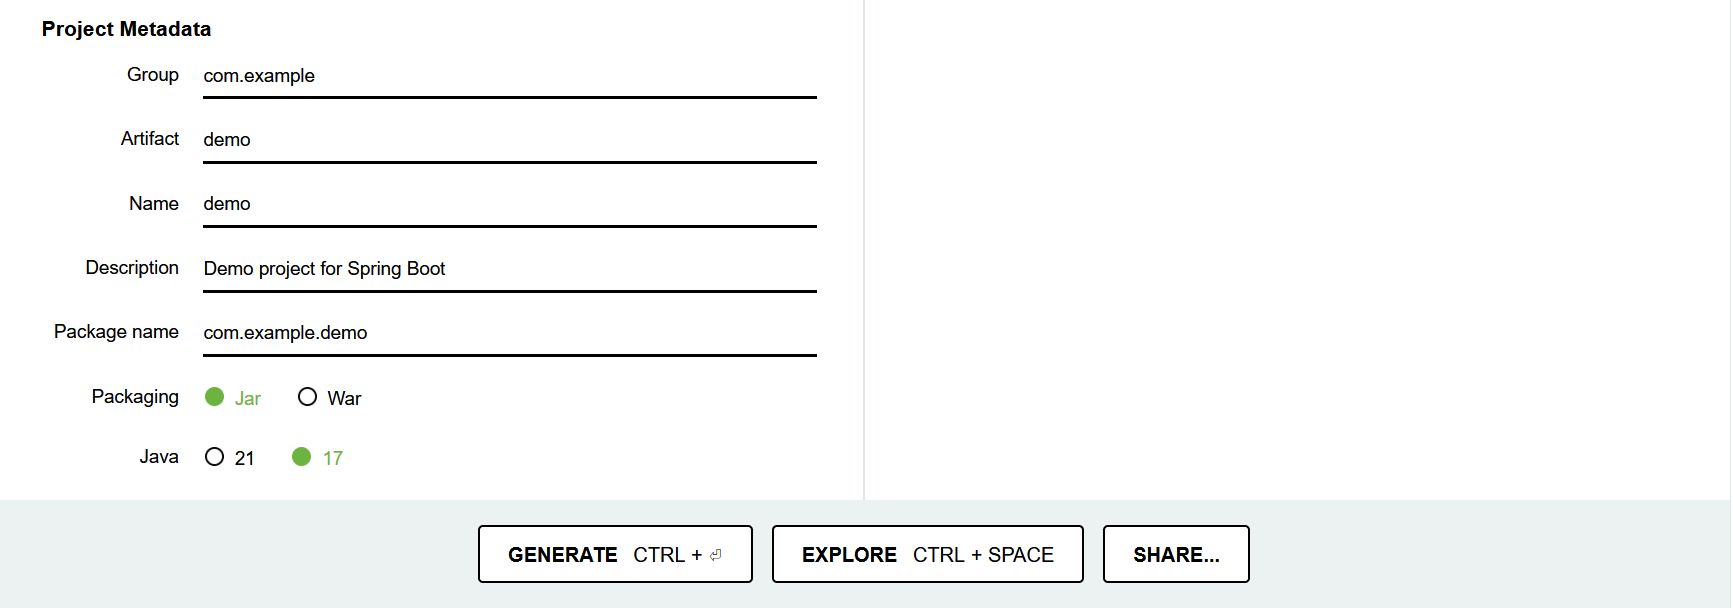 Project Metadata
Group com.example
Artifact demo
Name demo
Description Demo project for Spring Boot
Package name com.example.demo
Packaging Jar War
Java 21 17
GENERATE CTRL + ⏎ EXPLORE CTRL + SPACE SHARE...